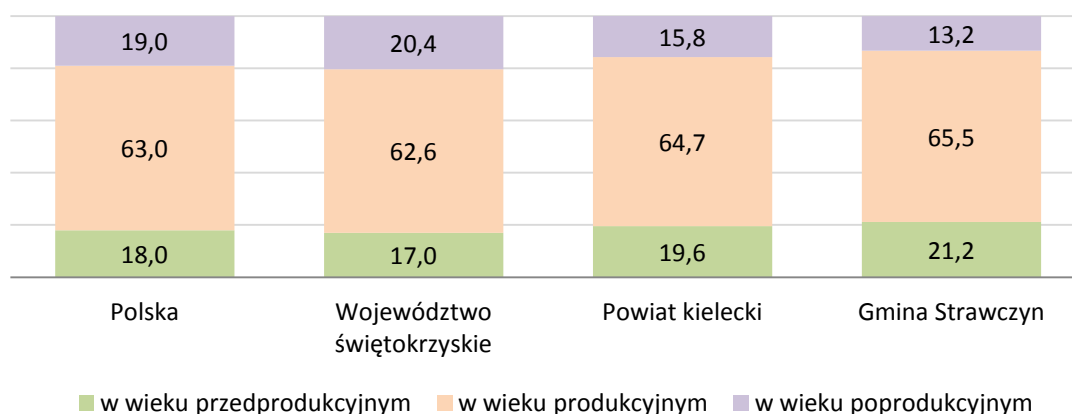 19,0 20,4 15,8 13,2
63,0 62,6 64,7 65,5
18,0 17,0 19,6 21,2
Polska Województwo Powiat kielecki Gmina Strawczyn
świętokrzyskie
w wieku przedprodukcyjnym w wieku produkcyjnym w wieku poprodukcyjnym